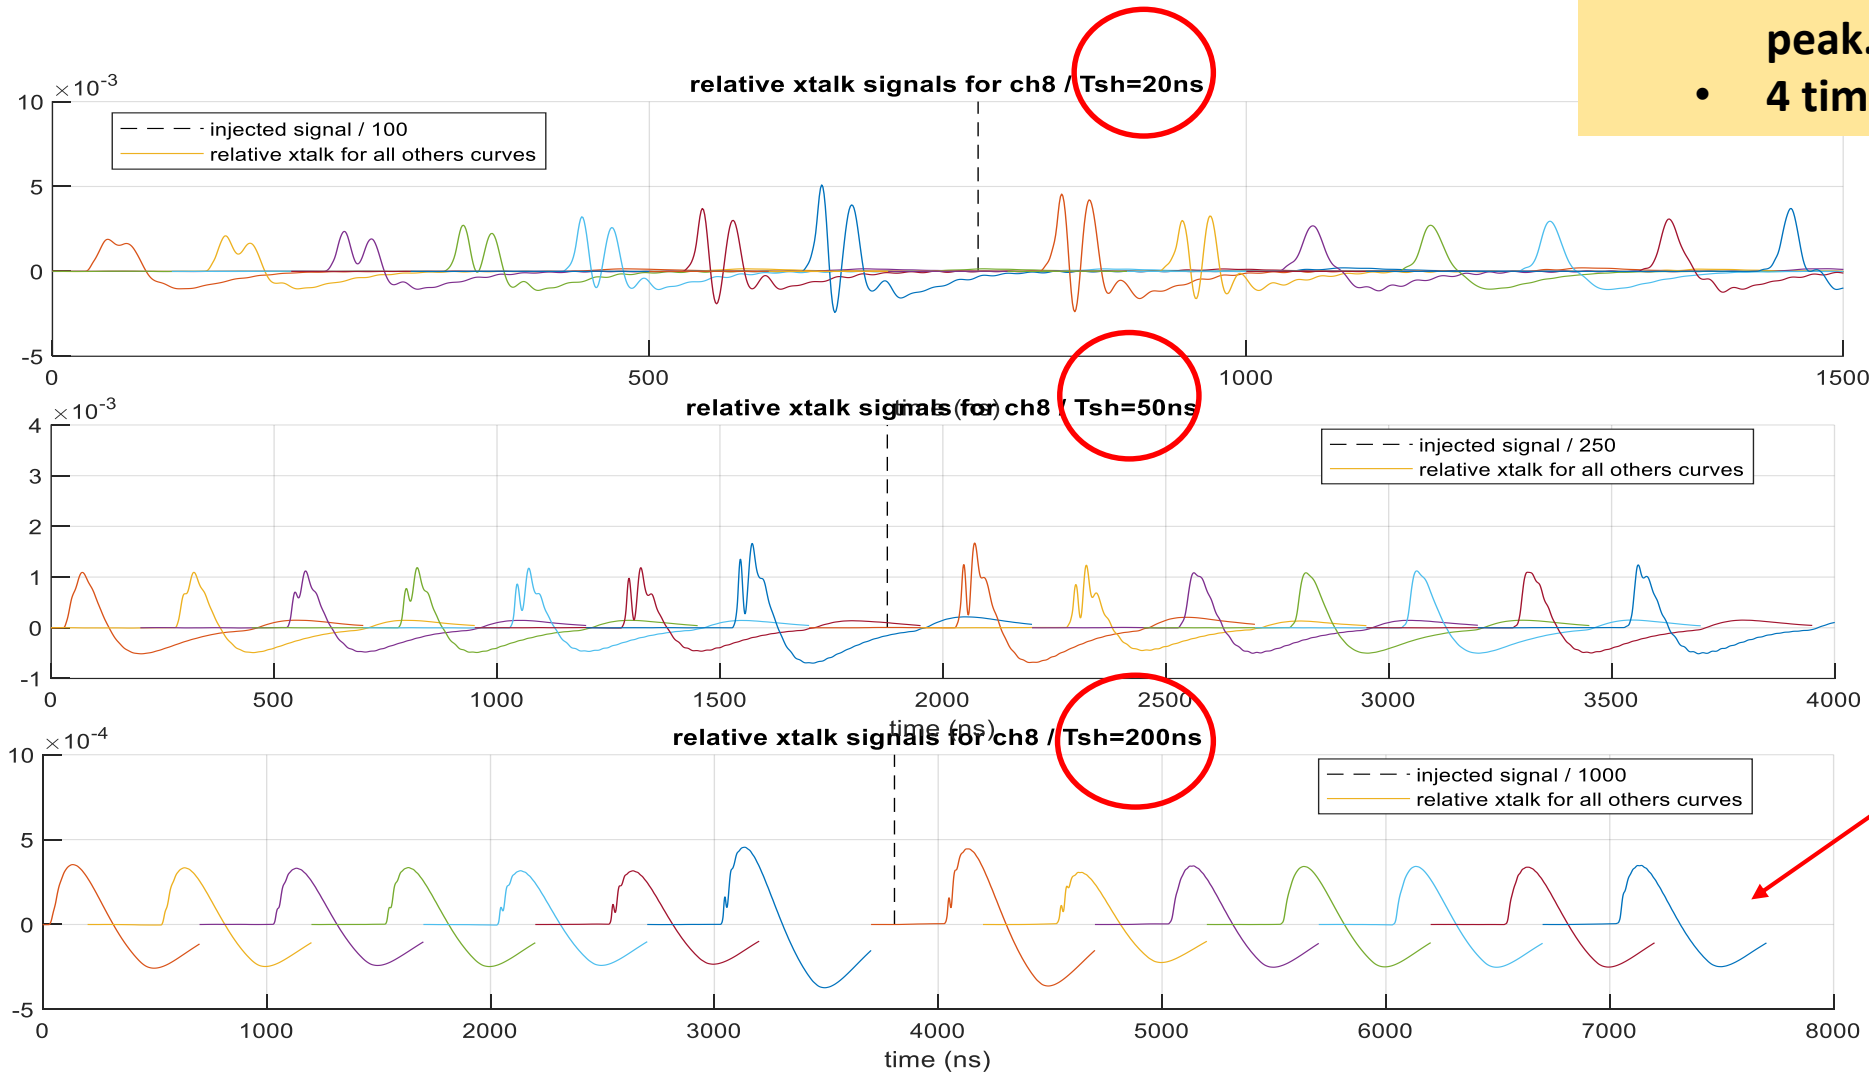 peak.
• 4 tim
×10-3
relative xtalk signals for ch8 / Tsh=20ns
10
5
0
-5
injected signal / 100
relative xtalk for all others curves
0 500 1000 1500
time (ns)
×10-3
relative xtalk signals for ch8 / Tsh=50ns
4
3
2
1
0
-1
injected signal / 250
relative xtalk for all others curves
0 500 1000 1500 2000 2500 3000 3500 4000
time (ns)
×10-4
relative xtalk signals for ch8 / Tsh=200ns
10
5
0
-5
injected signal / 1000
relative xtalk for all others curves
0 1000 2000 3000 4000 5000 6000 7000 8000
time (ns)